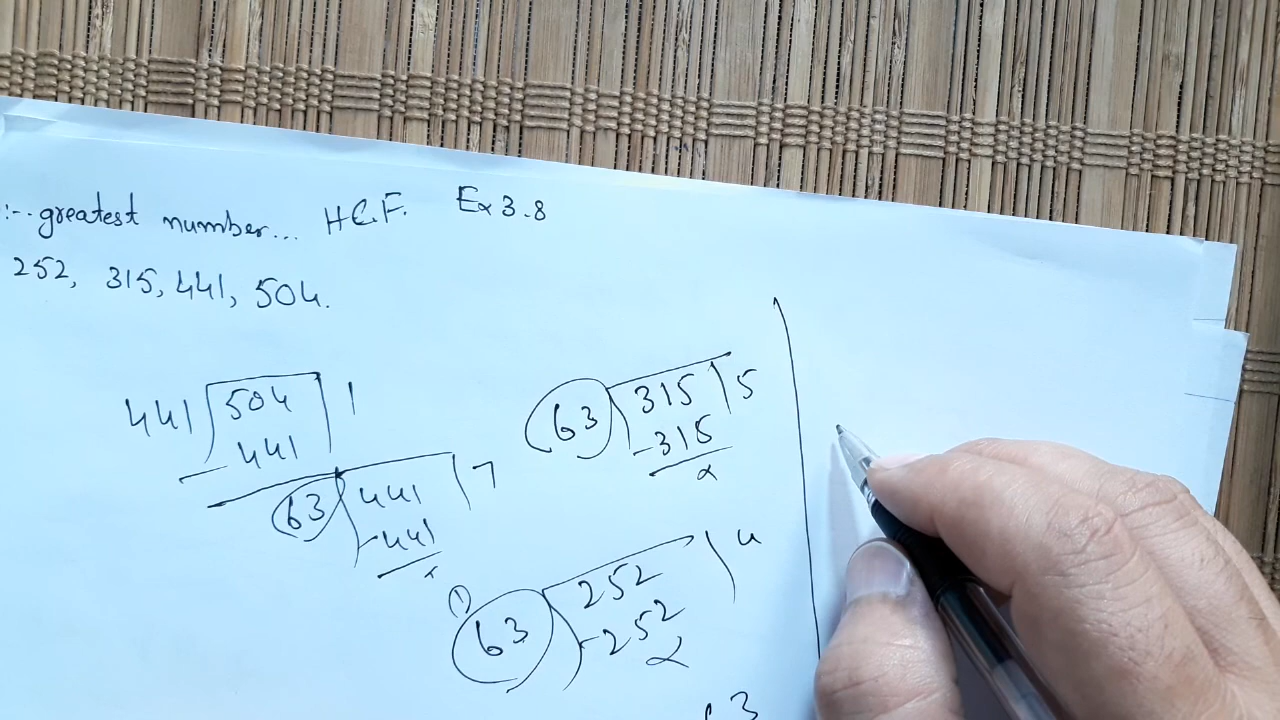 :-- greatest number... H.C.F. Ex 3.8
252, 315, 441, 504.
441 504 1
441
63 441 7
-441
x
63 315 5
-315
x
(1)
63 252 4
-252
x
63